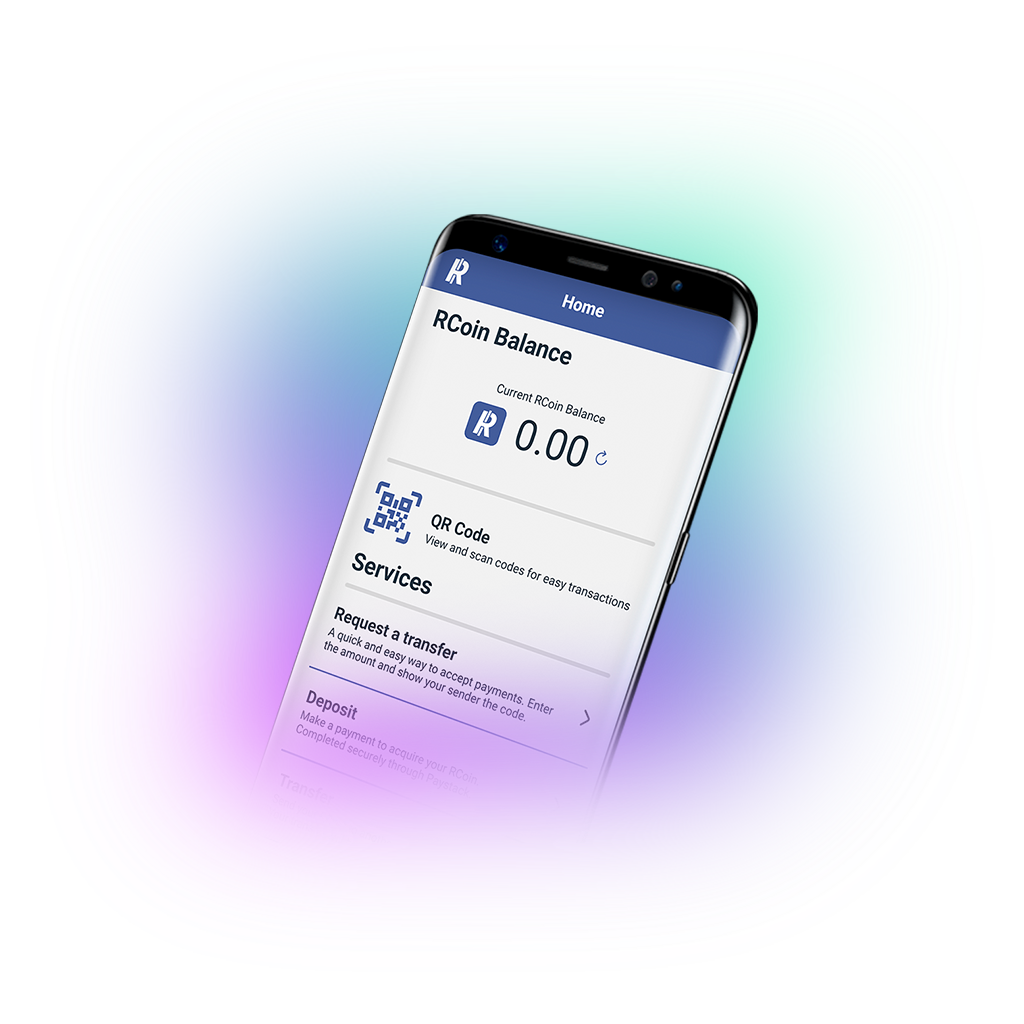 Home
RCoin Balance
Current RCoin Balance
0.00
QR Code
View and scan codes for easy transactions
Services
Request a transfer
A quick and easy way to accept payments. Enter
the amount and show your sender the code.
Deposit
Make a payment to acquire your RCoin.
Completed securely through